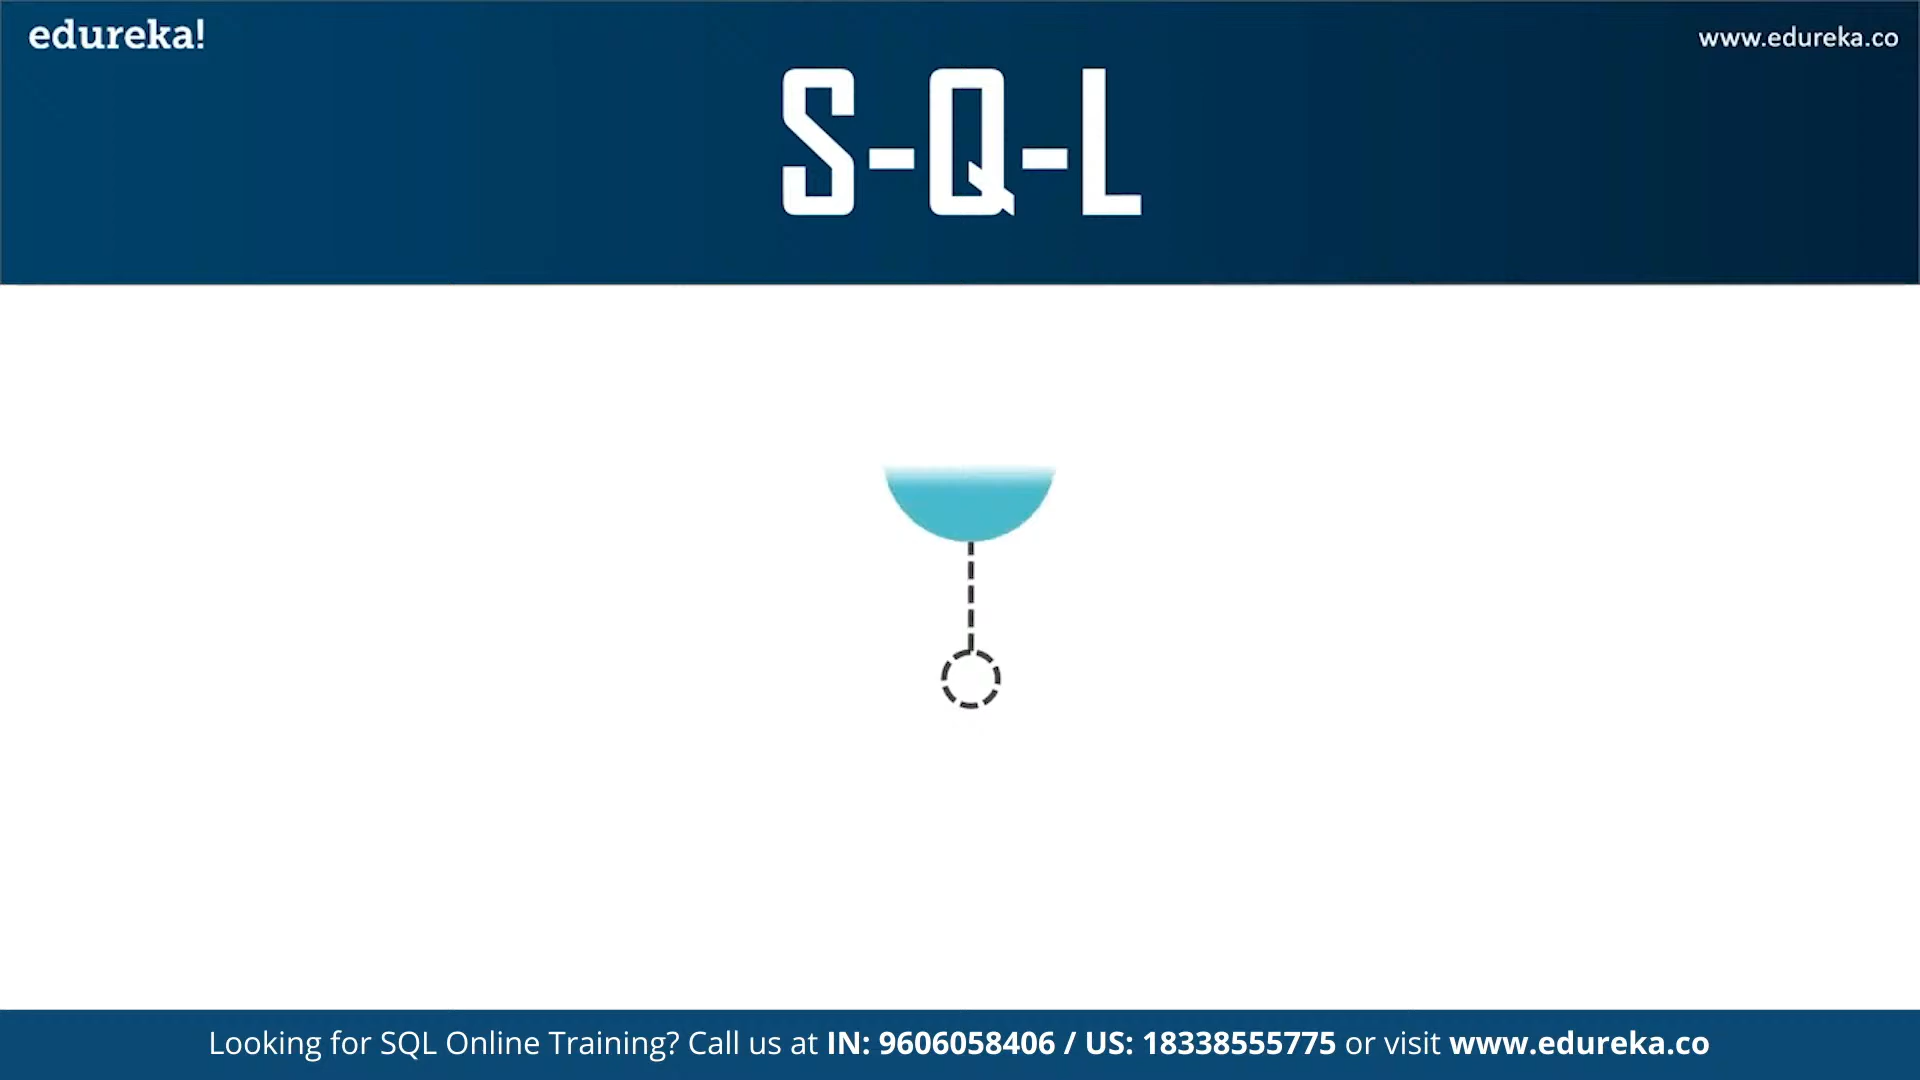 edureka!
www.edureka.co
S-Q-L
Looking for SQL Online Training? Call us at IN: 9606058406 / US: 18338555775 or visit www.edureka.co